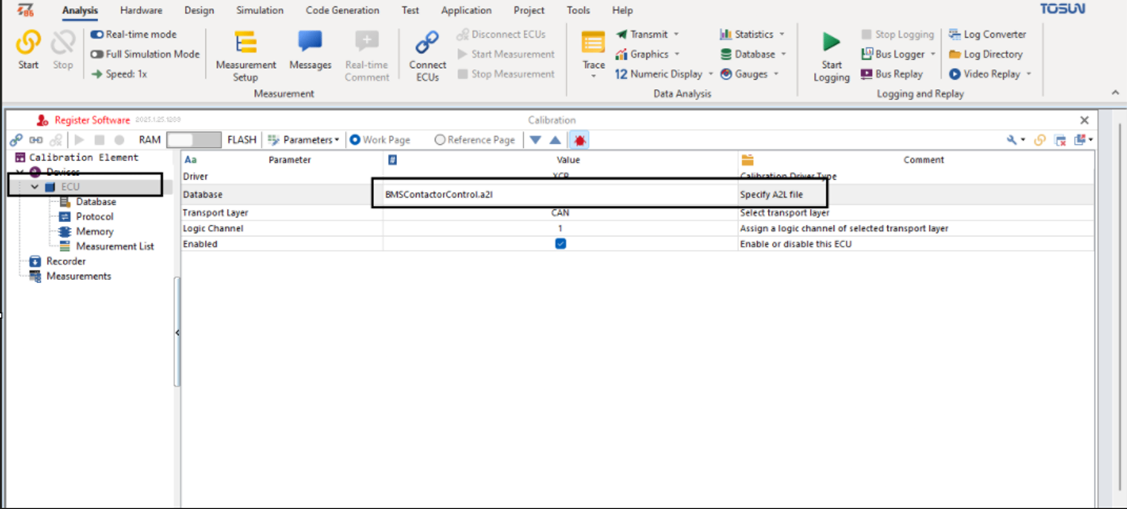 Analysis Hardware Design Simulation Code Generation Test Application Project Tools Help TOSUN
Real-time mode Disconnect ECUs Transmit Statistics Stop Logging Log Converter
Full Simulation Mode Start Measurement Graphics Database Bus Logger Log Directory
Start Stop Speed: 1x Measurement Setup Messages Real-time Comment Connect ECUs Stop Measurement Trace 12 Numeric Display Gauges Start Logging Bus Replay Video Replay
Measurement Data Analysis Logging and Replay
Register Software Calibration
RAM FLASH Parameters Work Page Reference Page
Calibration Element Aa Parameter Value Comment
Devices Driver XCP Calibration Driver Type
ECU Database BMSContactorControl.a2l Specify A2L file
Database
Transport Layer CAN Select transport layer
Protocol
Logic Channel 1 Assign a logic channel of selected transport layer
Memory
Enabled Enable or disable this ECU
Measurement List
Recorder
Measurements